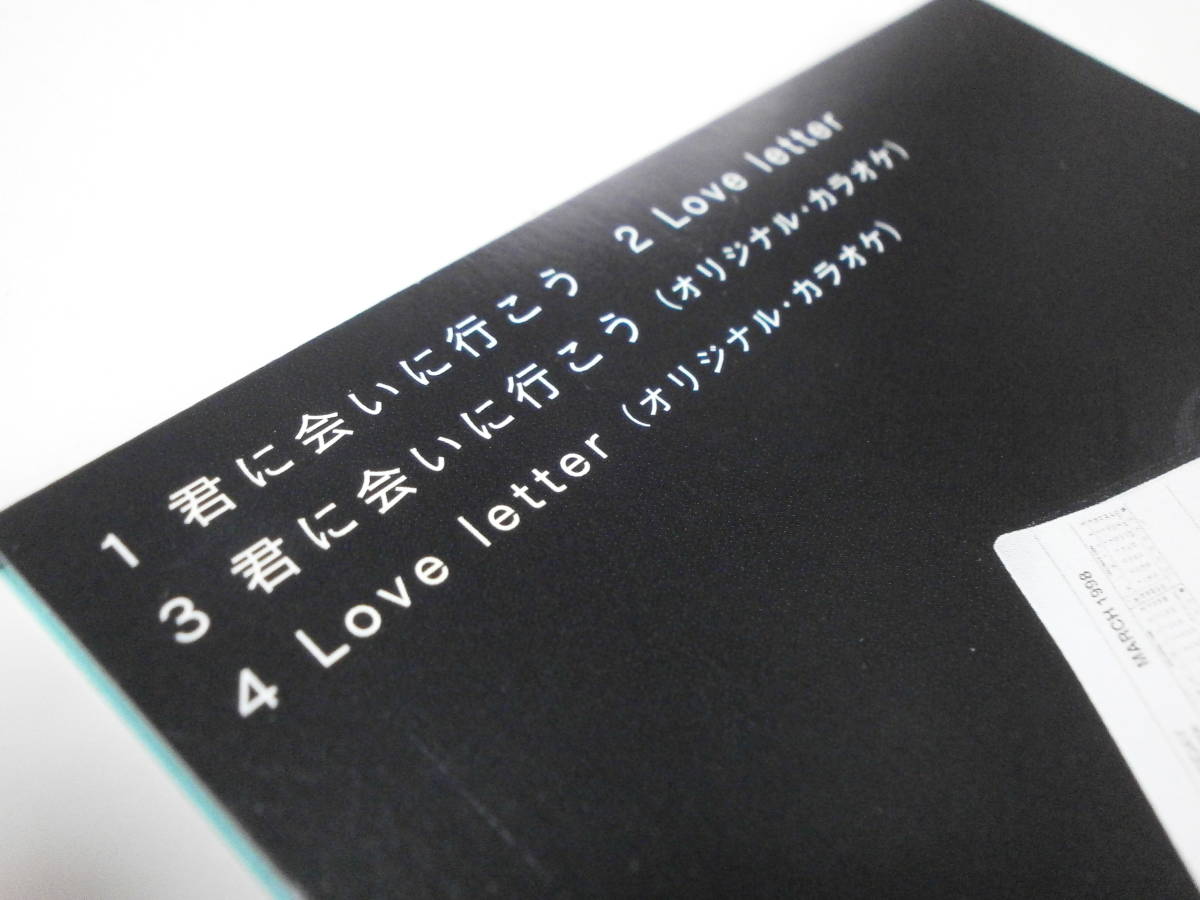 1 君に会いに行こう 2 Love letter
3 君に会いに行こう (オリジナル・カラオケ)
4 Love letter (オリジナル・カラオケ)
MARCH 1998